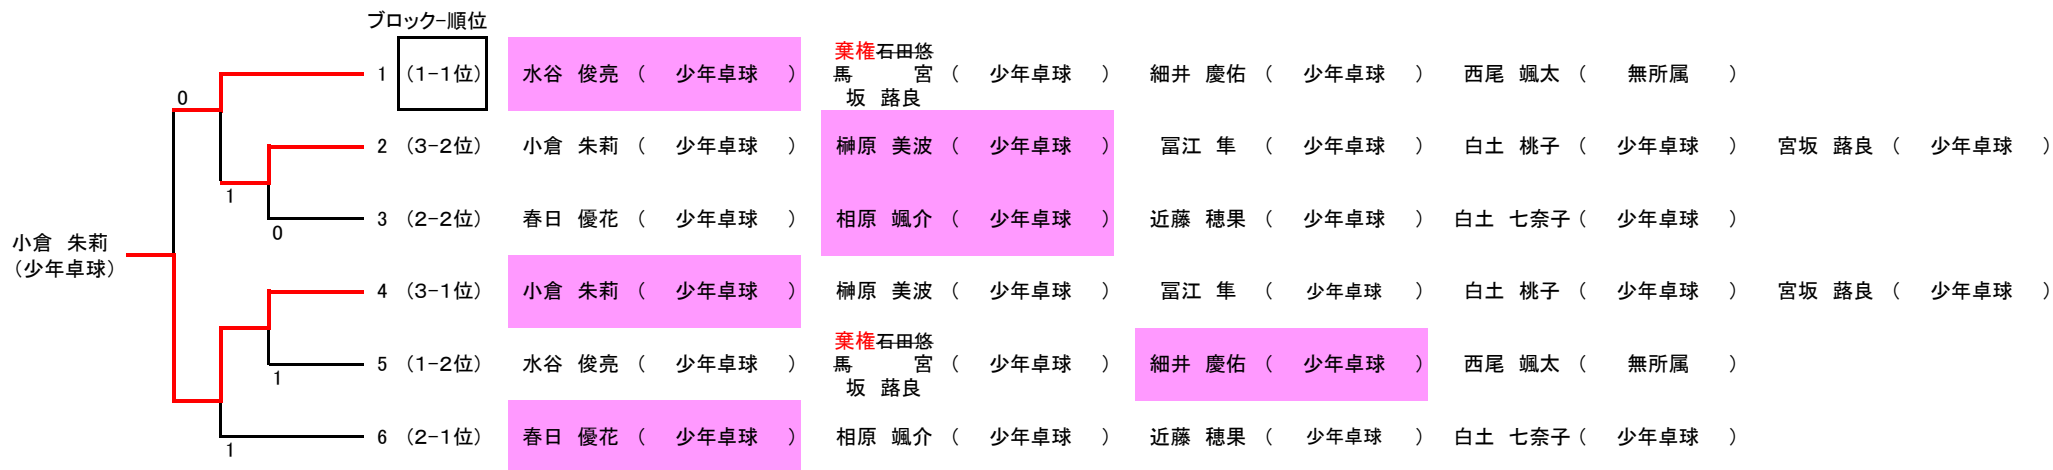 ブロック-順位
1 (1-1位) 水谷 俊亮 ( 少年卓球 ) 棄権石田悠馬 宮坂 蕗良 ( 少年卓球 ) 細井 慶佑 ( 少年卓球 ) 西尾 颯太 ( 無所属 )
0
2 (3-2位) 小倉 朱莉 ( 少年卓球 ) 榊原 美波 ( 少年卓球 ) 冨江 隼 ( 少年卓球 ) 白土 桃子 ( 少年卓球 ) 宮坂 蕗良 ( 少年卓球 )
1
3 (2-2位) 春日 優花 ( 少年卓球 ) 相原 颯介 ( 少年卓球 ) 近藤 穂果 ( 少年卓球 ) 白土 七奈子 ( 少年卓球 )
0
小倉 朱莉
(少年卓球)
4 (3-1位) 小倉 朱莉 ( 少年卓球 ) 榊原 美波 ( 少年卓球 ) 冨江 隼 ( 少年卓球 ) 白土 桃子 ( 少年卓球 ) 宮坂 蕗良 ( 少年卓球 )
5 (1-2位) 水谷 俊亮 ( 少年卓球 ) 棄権石田悠馬 宮坂 蕗良 ( 少年卓球 ) 細井 慶佑 ( 少年卓球 ) 西尾 颯太 ( 無所属 )
1
6 (2-1位) 春日 優花 ( 少年卓球 ) 相原 颯介 ( 少年卓球 ) 近藤 穂果 ( 少年卓球 ) 白土 七奈子 ( 少年卓球 )
1